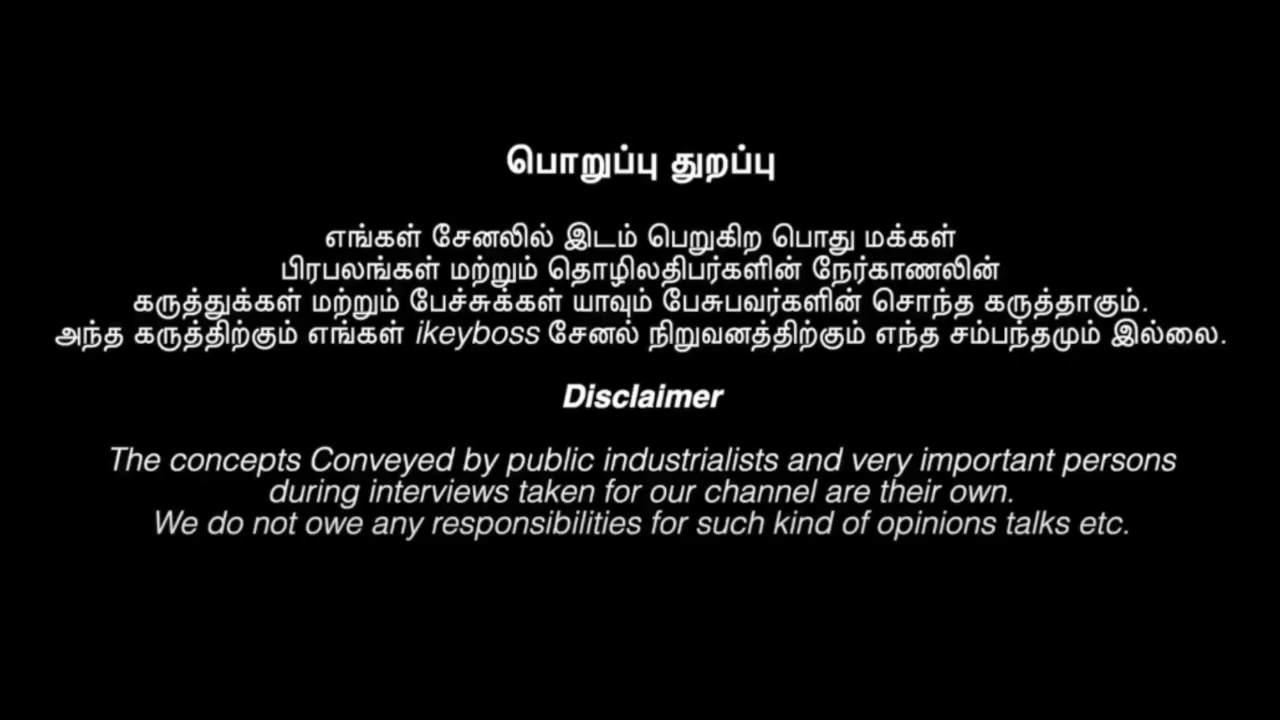 பொறுப்பு துறப்பு
எங்கள் சேனலில் இடம் பெறுகிற பொது மக்கள்
பிரபலங்கள் மற்றும் தொழிலதிபர்களின் நேர்காணலின்
கருத்துக்கள் மற்றும் பேச்சுக்கள் யாவும் பேசுபவர்களின் சொந்த கருத்தாகும்.
அந்த கருத்திற்கும் எங்கள் ikeyboss சேனல் நிறுவனத்திற்கும் எந்த சம்பந்தமும் இல்லை.
Disclaimer
The concepts Conveyed by public industrialists and very important persons
during interviews taken for our channel are their own.
We do not owe any responsibilities for such kind of opinions talks etc.